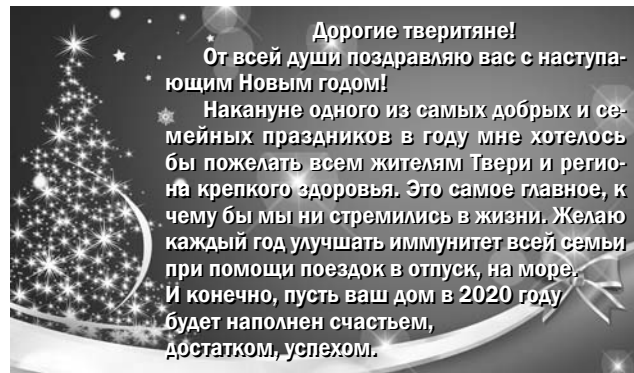 Дорогие тверитяне!
От всей души поздравляю вас с наступа-
ющим Новым годом!
Накануне одного из самых добрых и се-
мейных праздников в году мне хотелось
бы пожелать всем жителям Твери и регио-
на крепкого здоровья. Это самое главное, к
чему бы мы ни стремились в жизни. Желаю
каждый год улучшать иммунитет всей семьи
при помощи поездок в отпуск, на море.
И конечно, пусть ваш дом в 2020 году
будет наполнен счастьем,
достатком, успехом.